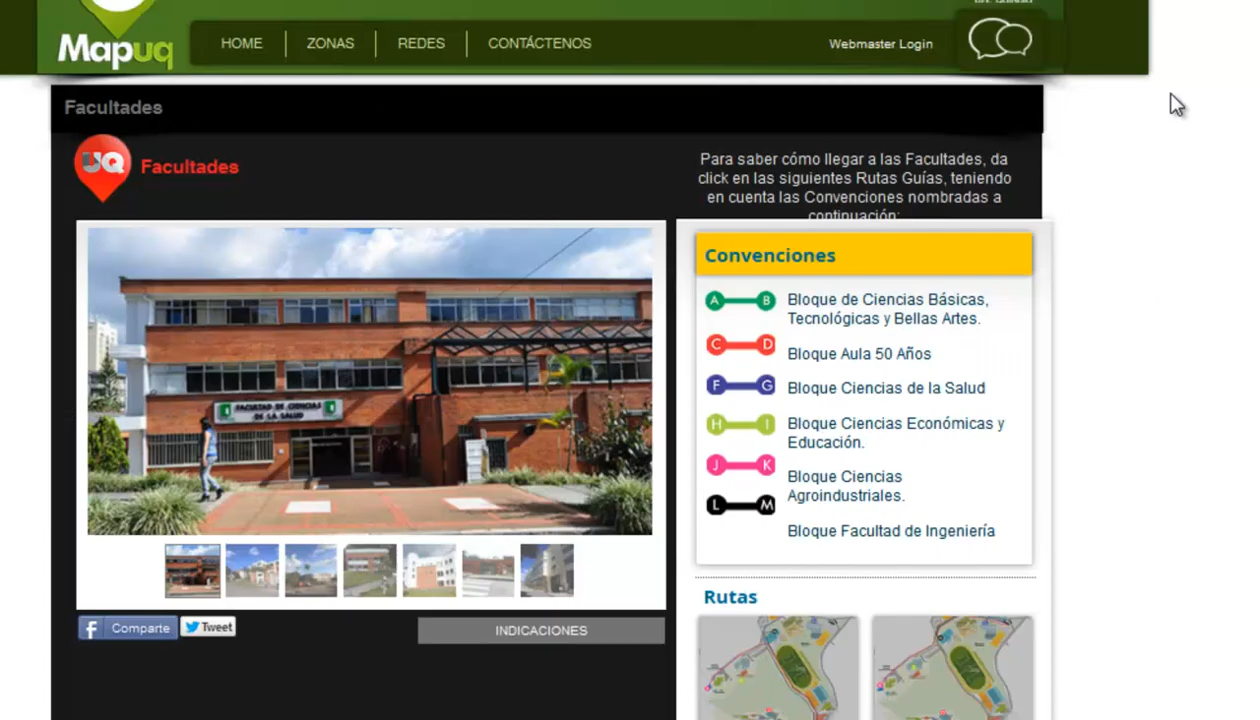 Mapuq
HOME
ZONAS
REDES
CONTÁCTENOS
Webmaster Login
Facultades
UQ
Facultades
Para saber cómo llegar a las Facultades, da
click en las siguientes Rutas Guías, teniendo
en cuenta las Convenciones nombradas a
continuación:
FACULTAD DE CIENCIAS
DE LA SALUD
Convenciones
A B Bloque de Ciencias Básicas,
Tecnológicas y Bellas Artes.
C D Bloque Aula 50 Años
F G Bloque Ciencias de la Salud
H I Bloque Ciencias Económicas y
Educación.
J K Bloque Ciencias
Agroindustriales.
L M Bloque Facultad de Ingeniería
f Comparte
Tweet
INDICACIONES
Rutas